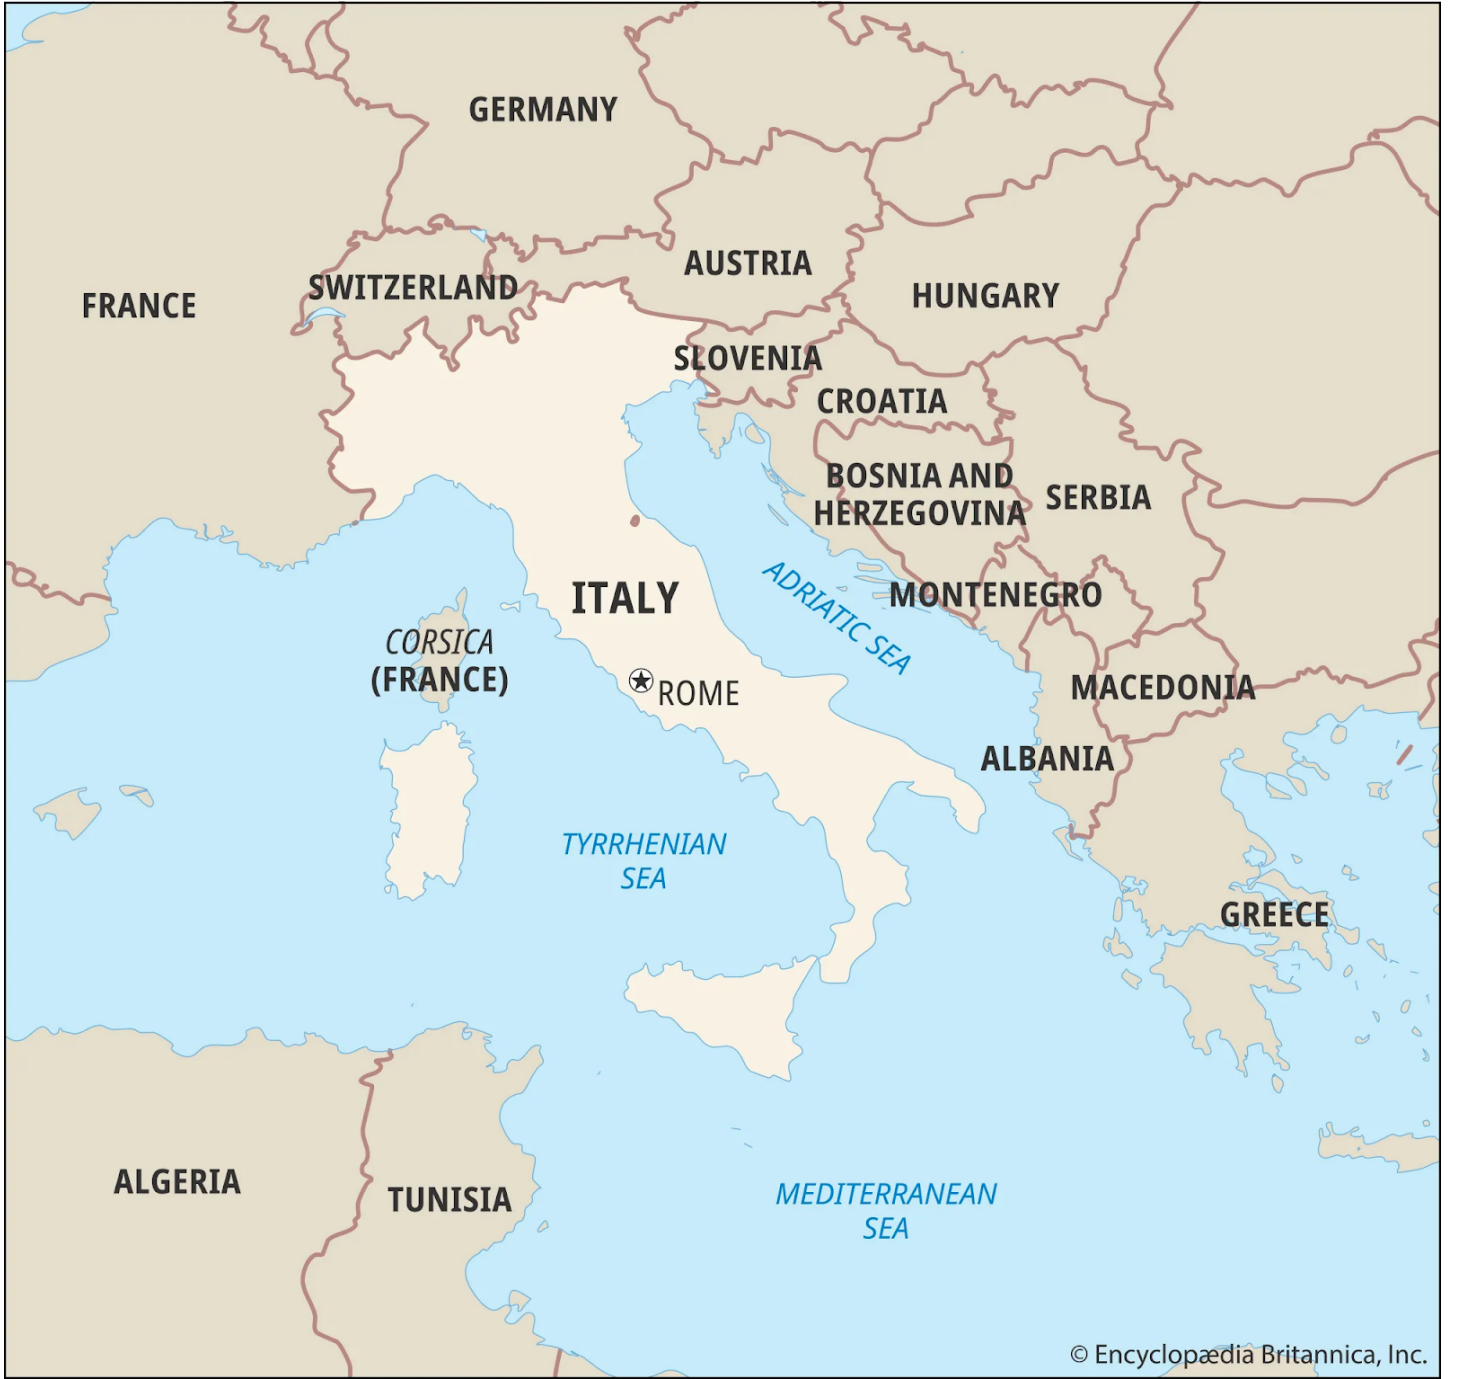 GERMANY
AUSTRIA
SWITZERLAND
HUNGARY
FRANCE
SLOVENIA
CROATIA
BOSNIA AND
HERZEGOVINA
SERBIA
ADRIATIC SEA
MONTENEGRO
ITALY
CORSICA
(FRANCE)
ROME
MACEDONIA
ALBANIA
TYRRHENIAN
SEA
GREECE
ALGERIA
TUNISIA
MEDITERRANEAN
SEA
© Encyclopædia Britannica, Inc.